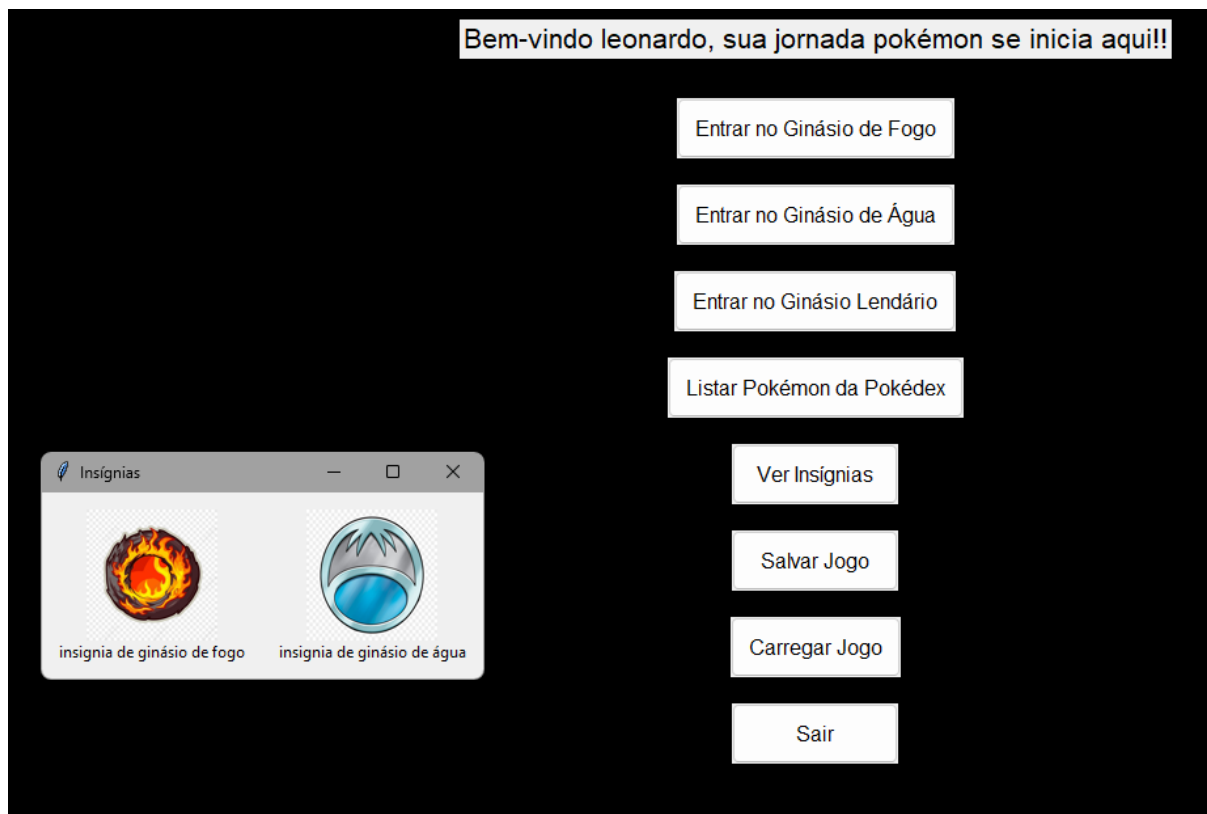 Bem-vindo leonardo, sua jornada pokémon se inicia aqui!!
Entrar no Ginásio de Fogo
Entrar no Ginásio de Água
Entrar no Ginásio Lendário
Listar Pokémon da Pokédex
Ver Insígnias
Salvar Jogo
Carregar Jogo
Sair
Insígnias
insignia de ginásio de fogo
insignia de ginásio de água